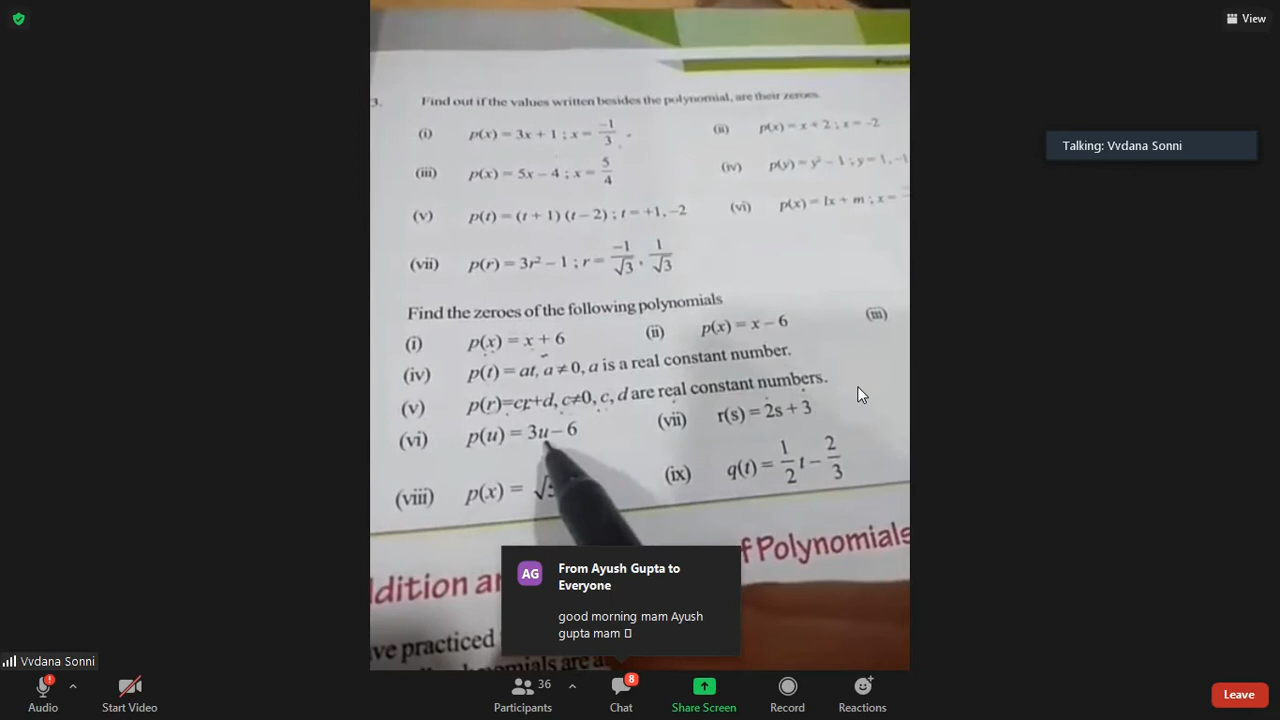 View
Talking: Vvdana Sonni
3. Find out if the values written besides the polynomial, are their zeroes.
(i) p(x) = 3x + 1 ; x = -1/3 (ii) p(x) = x + 2 ; x = -2
(iii) p(x) = 5x – 4 ; x = 5/4 (iv) p(y) = y² – 1 ; y = 1, -1
(v) p(t) = (t + 1) (t – 2) ; t = +1, –2 (vi) p(x) = lx + m ; x = –
(vii) p(r) = 3r² – 1 ; r = -1/√3, 1/√3
Find the zeroes of the following polynomials
(i) p(x) = x + 6 (ii) p(x) = x – 6 (iii)
(iv) p(t) = at, a ≠ 0, a is a real constant number.
(v) p(r)=cr+d, c≠0, c, d are real constant numbers.
(vi) p(u) = 3u – 6 (vii) r(s) = 2s + 3
(viii) p(x) = √ (ix) q(t) = 1/2 t – 2/3
ddition an f Polynomials
ve practiced
nomials are a
AG From Ayush Gupta to
Everyone
good morning mam Ayush
gupta mam
Vvdana Sonni
36 8
Audio Start Video Participants Chat Share Screen Record Reactions Leave